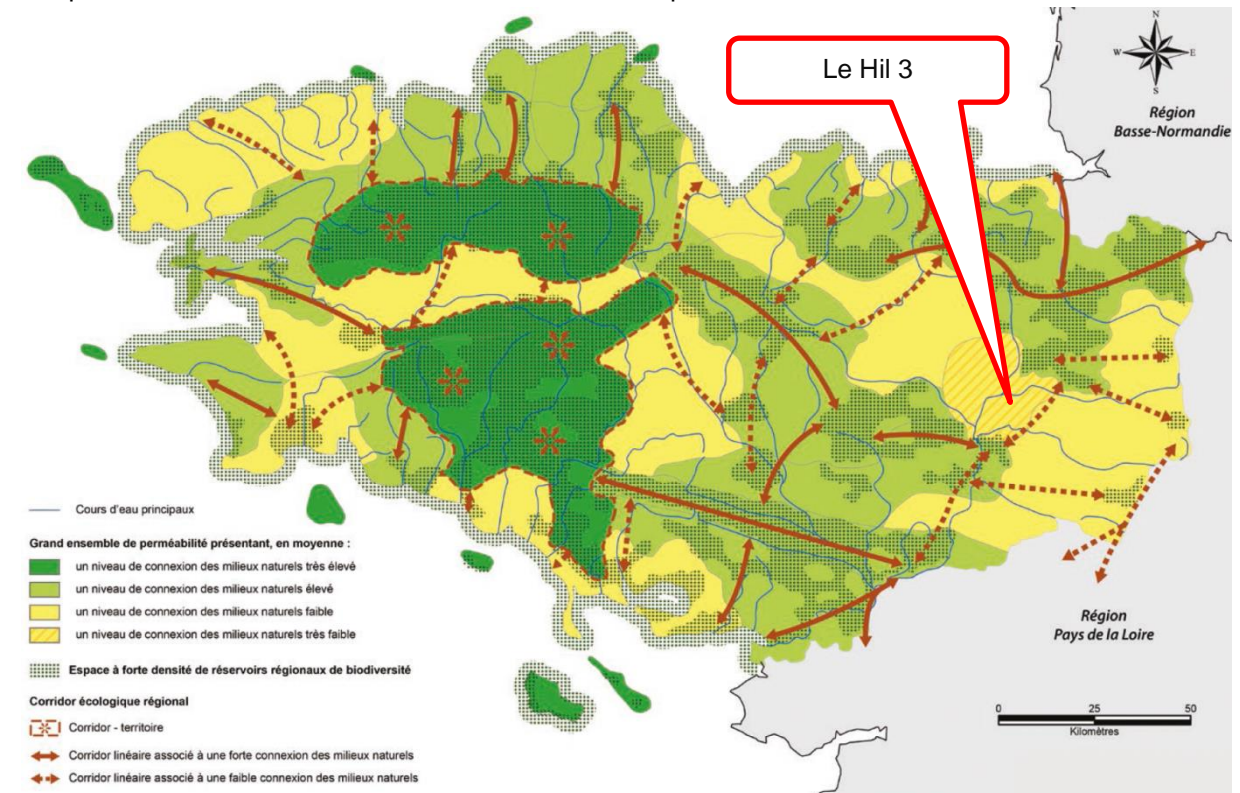 Le Hil 3
N
W
E
S
Région
Basse-Normandie
Cours d'eau principaux
Grand ensemble de perméabilité présentant, en moyenne :
un niveau de connexion des milieux naturels très élevé
un niveau de connexion des milieux naturels élevé
un niveau de connexion des milieux naturels faible
un niveau de connexion des milieux naturels très faible
Espace à forte densité de réservoirs régionaux de biodiversité
Corridor écologique régional
Corridor - territoire
Corridor linéaire associé à une forte connexion des milieux naturels
Corridor linéaire associé à une faible connexion des milieux naturels
Région
Pays de la Loire
0 25 50
Kilomètres